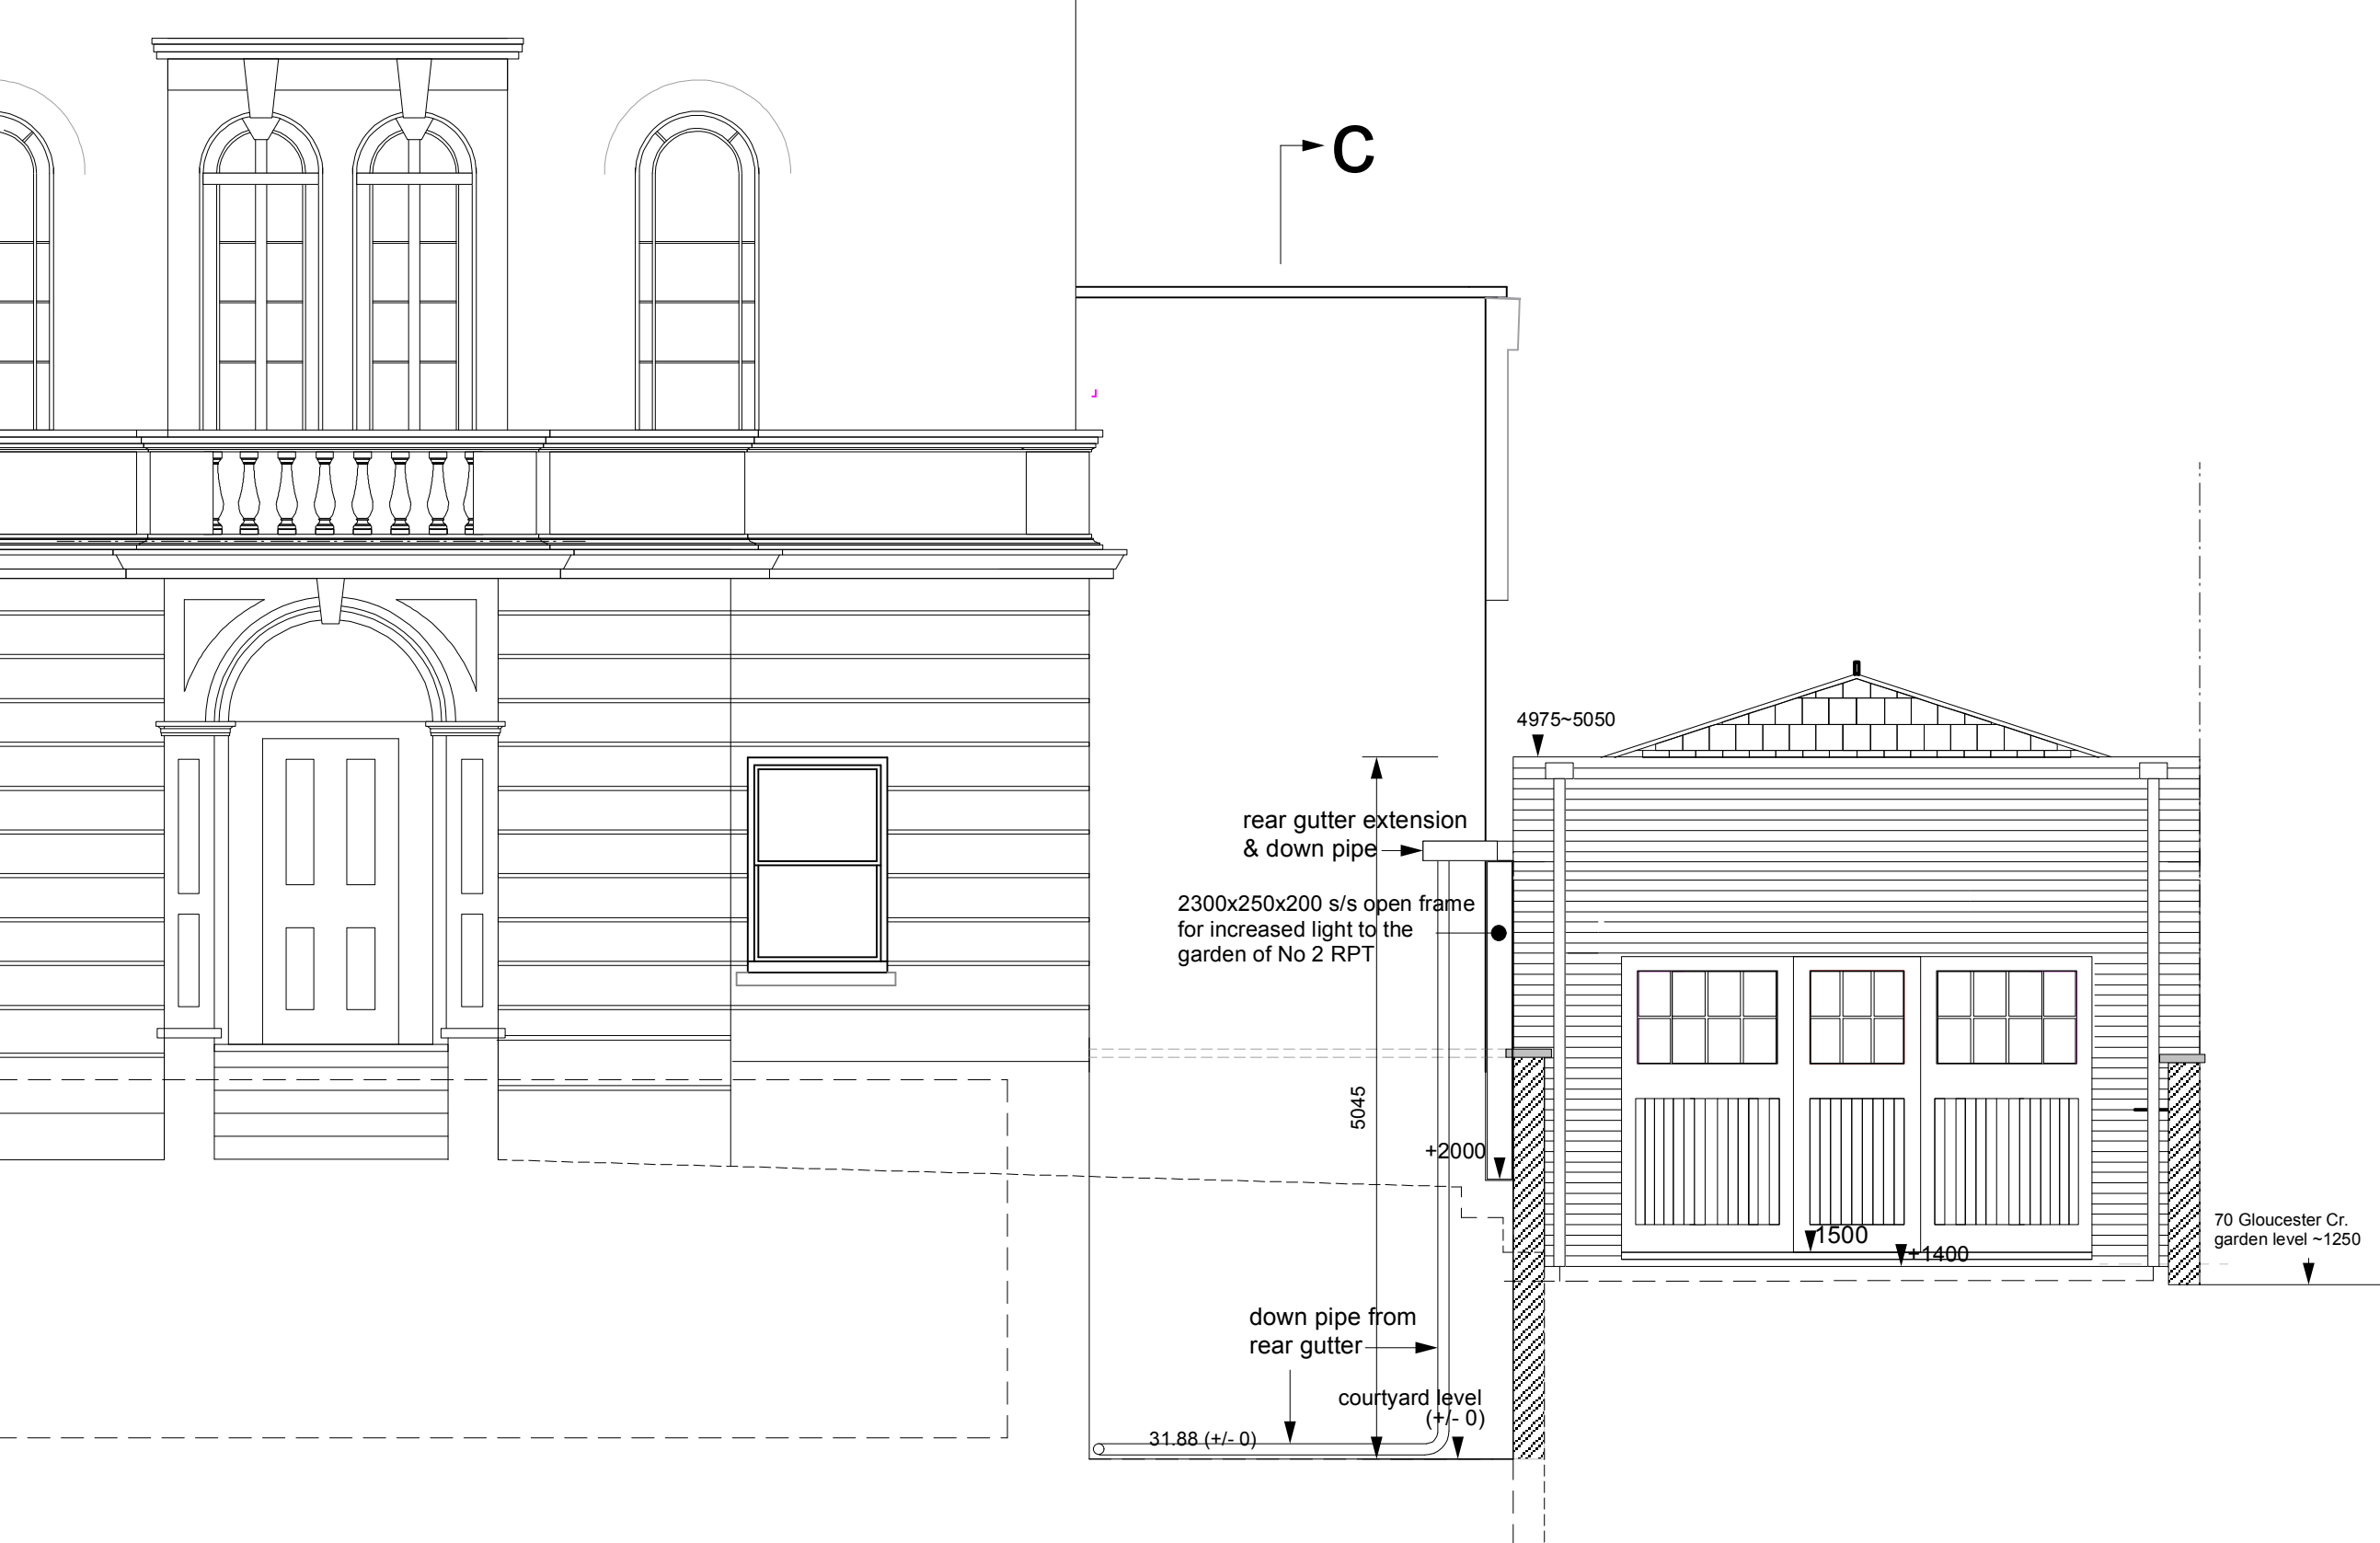 C
4975~5050
rear gutter extension
& down pipe
2300x250x200 s/s open frame
for increased light to the
garden of No 2 RPT
5045
+2000
1500
+1400
70 Gloucester Cr.
garden level ~1250
down pipe from
rear gutter
courtyard level
(+/- 0)
31.88 (+/- 0)